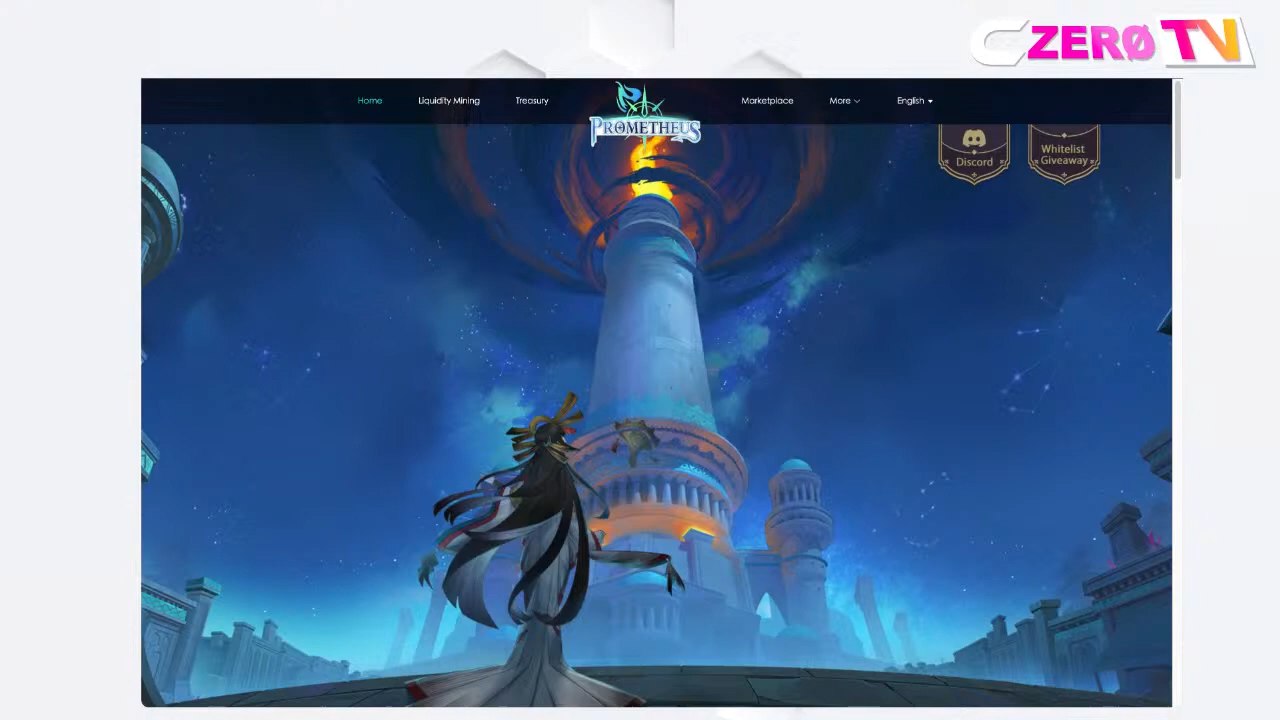 ZERØ TV
Home
Liquidity Mining
Treasury
PROMETHEUS
Marketplace
More
English
Discord
Whitelist
Giveaway